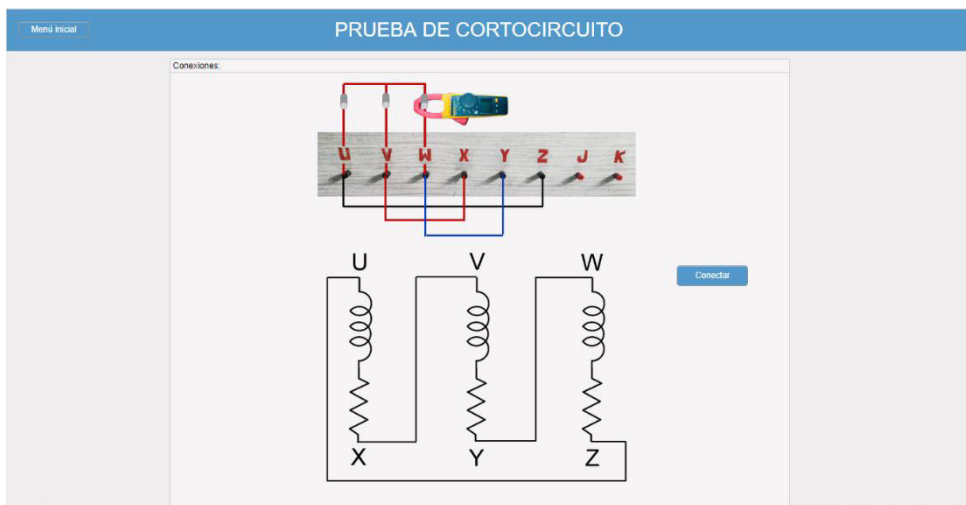 Menú inicial
PRUEBA DE CORTOCIRCUITO
Conexiones:
U V W X Y Z J K
U V W
Conectar
X Y Z